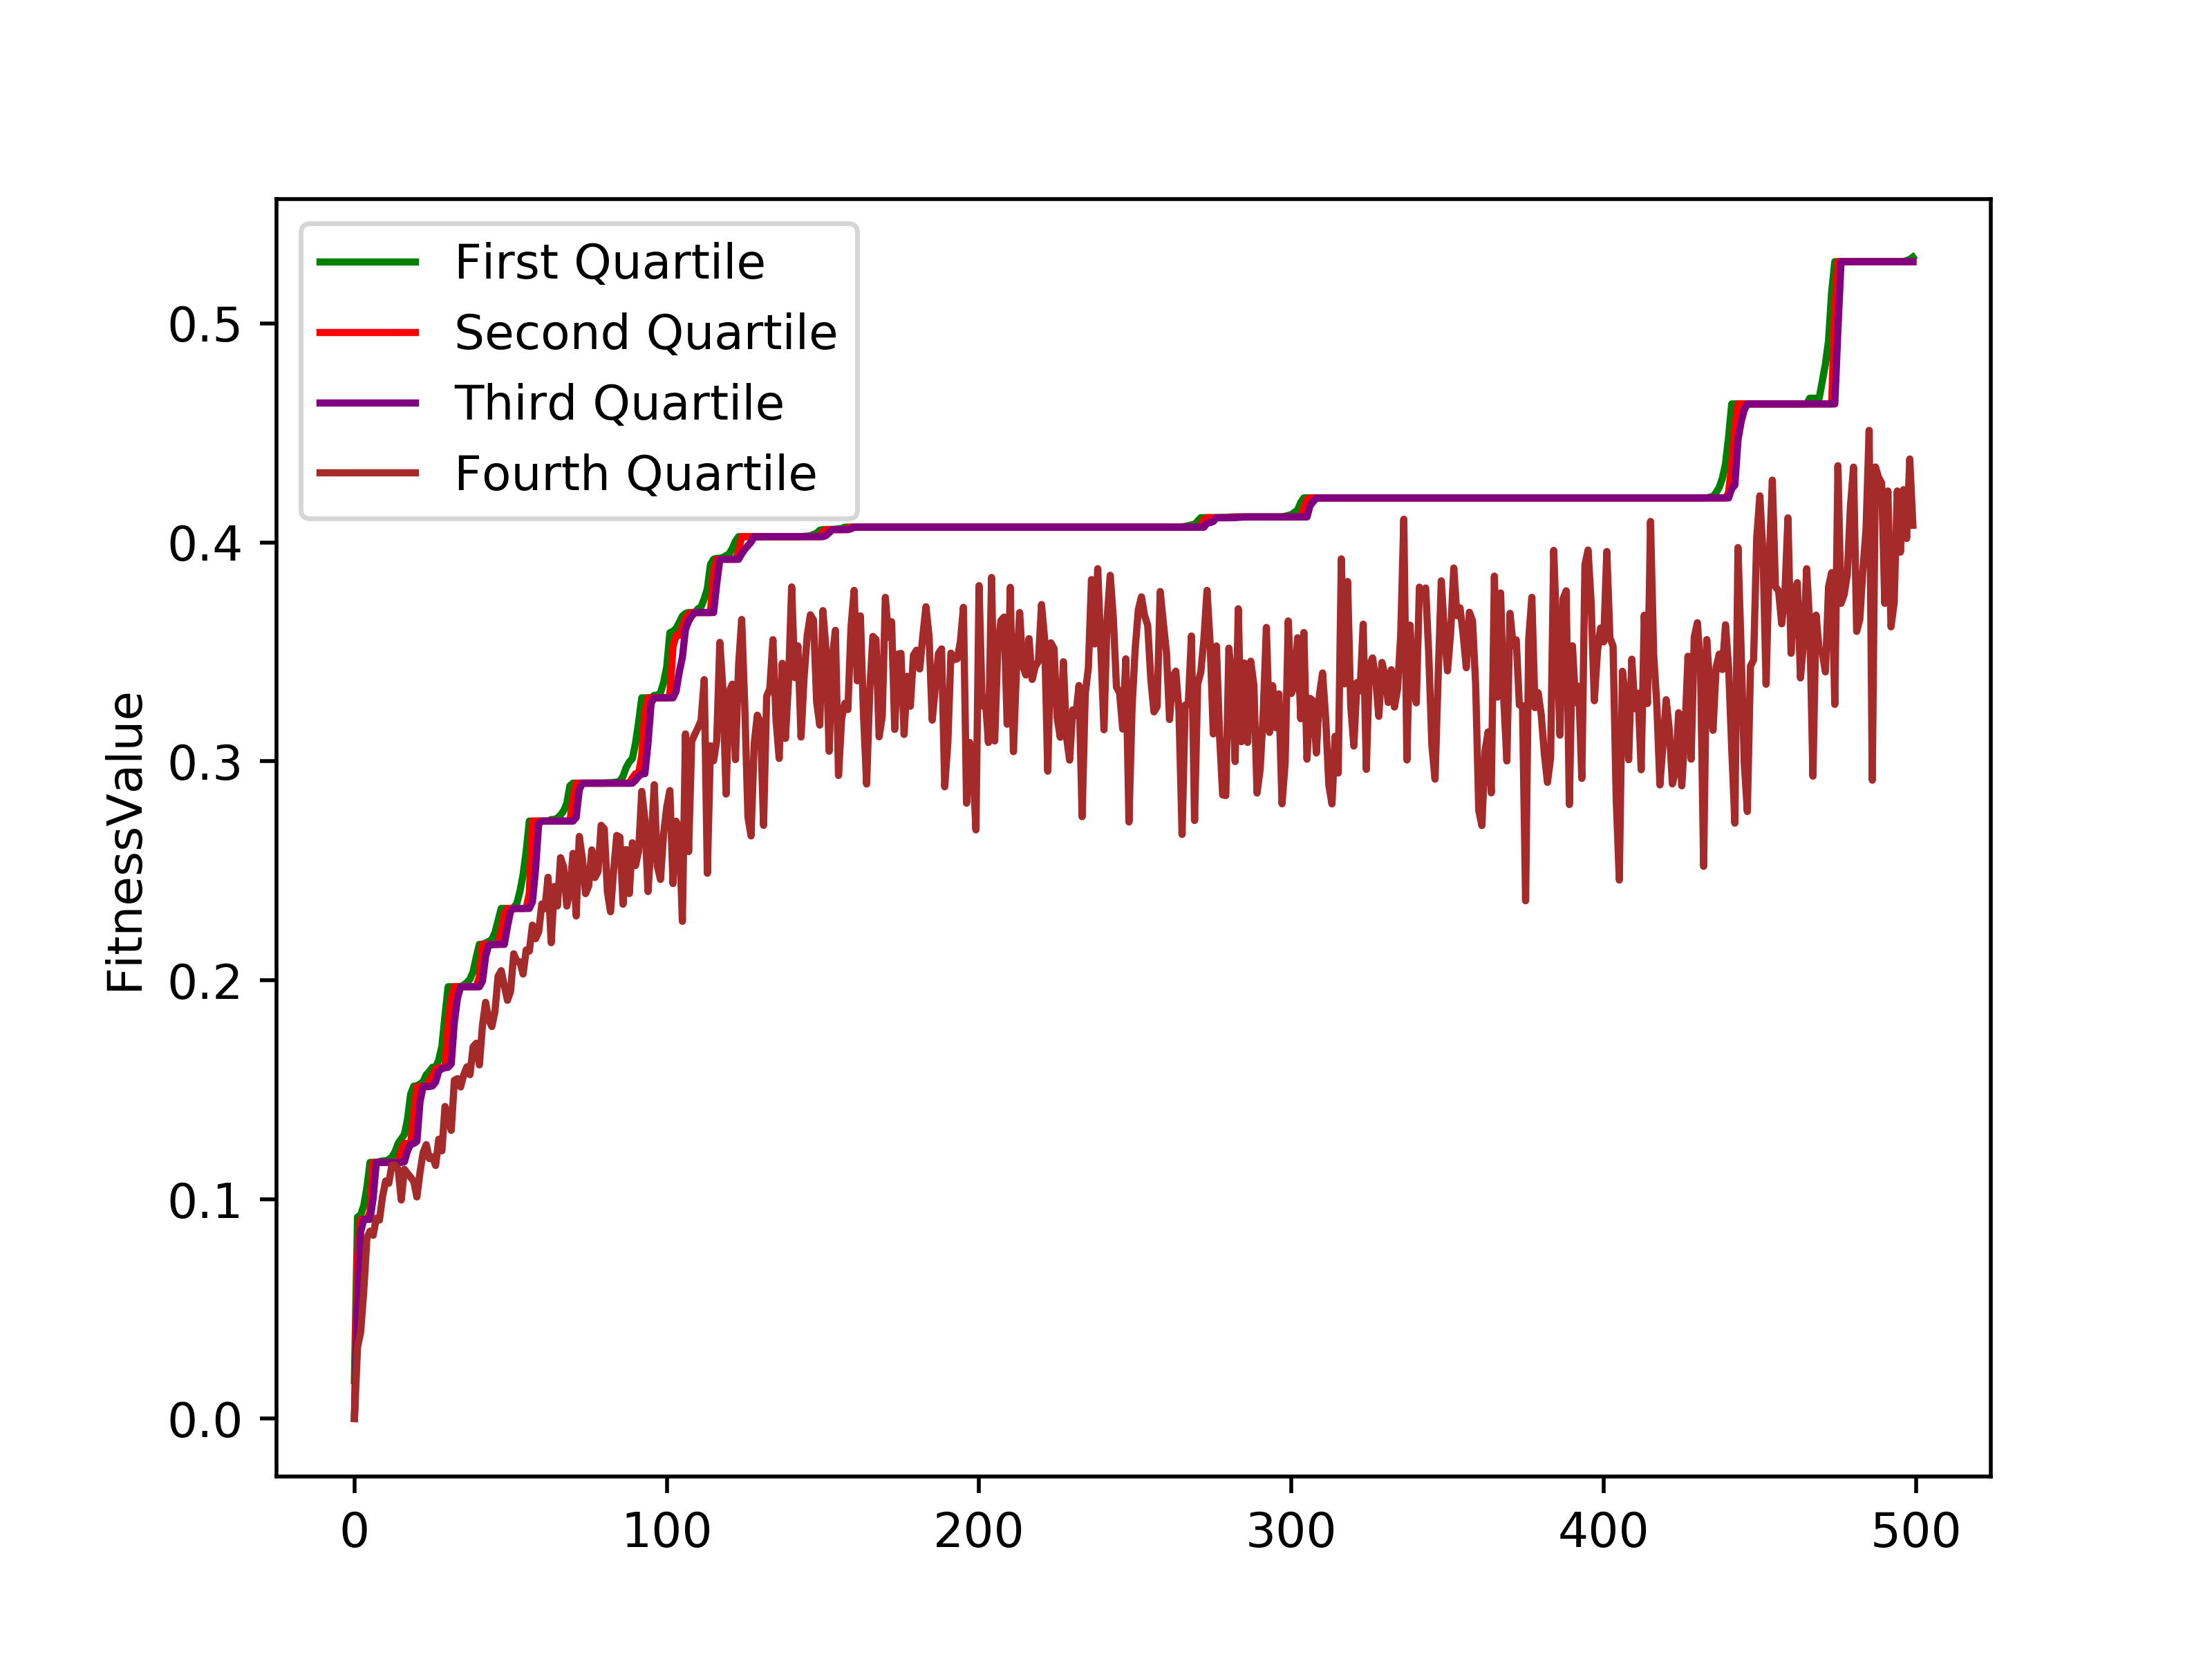 First Quartile
Second Quartile
Third Quartile
Fourth Quartile
FitnessValue
0.5
0.4
0.3
0.2
0.1
0.0
0 100 200 300 400 500